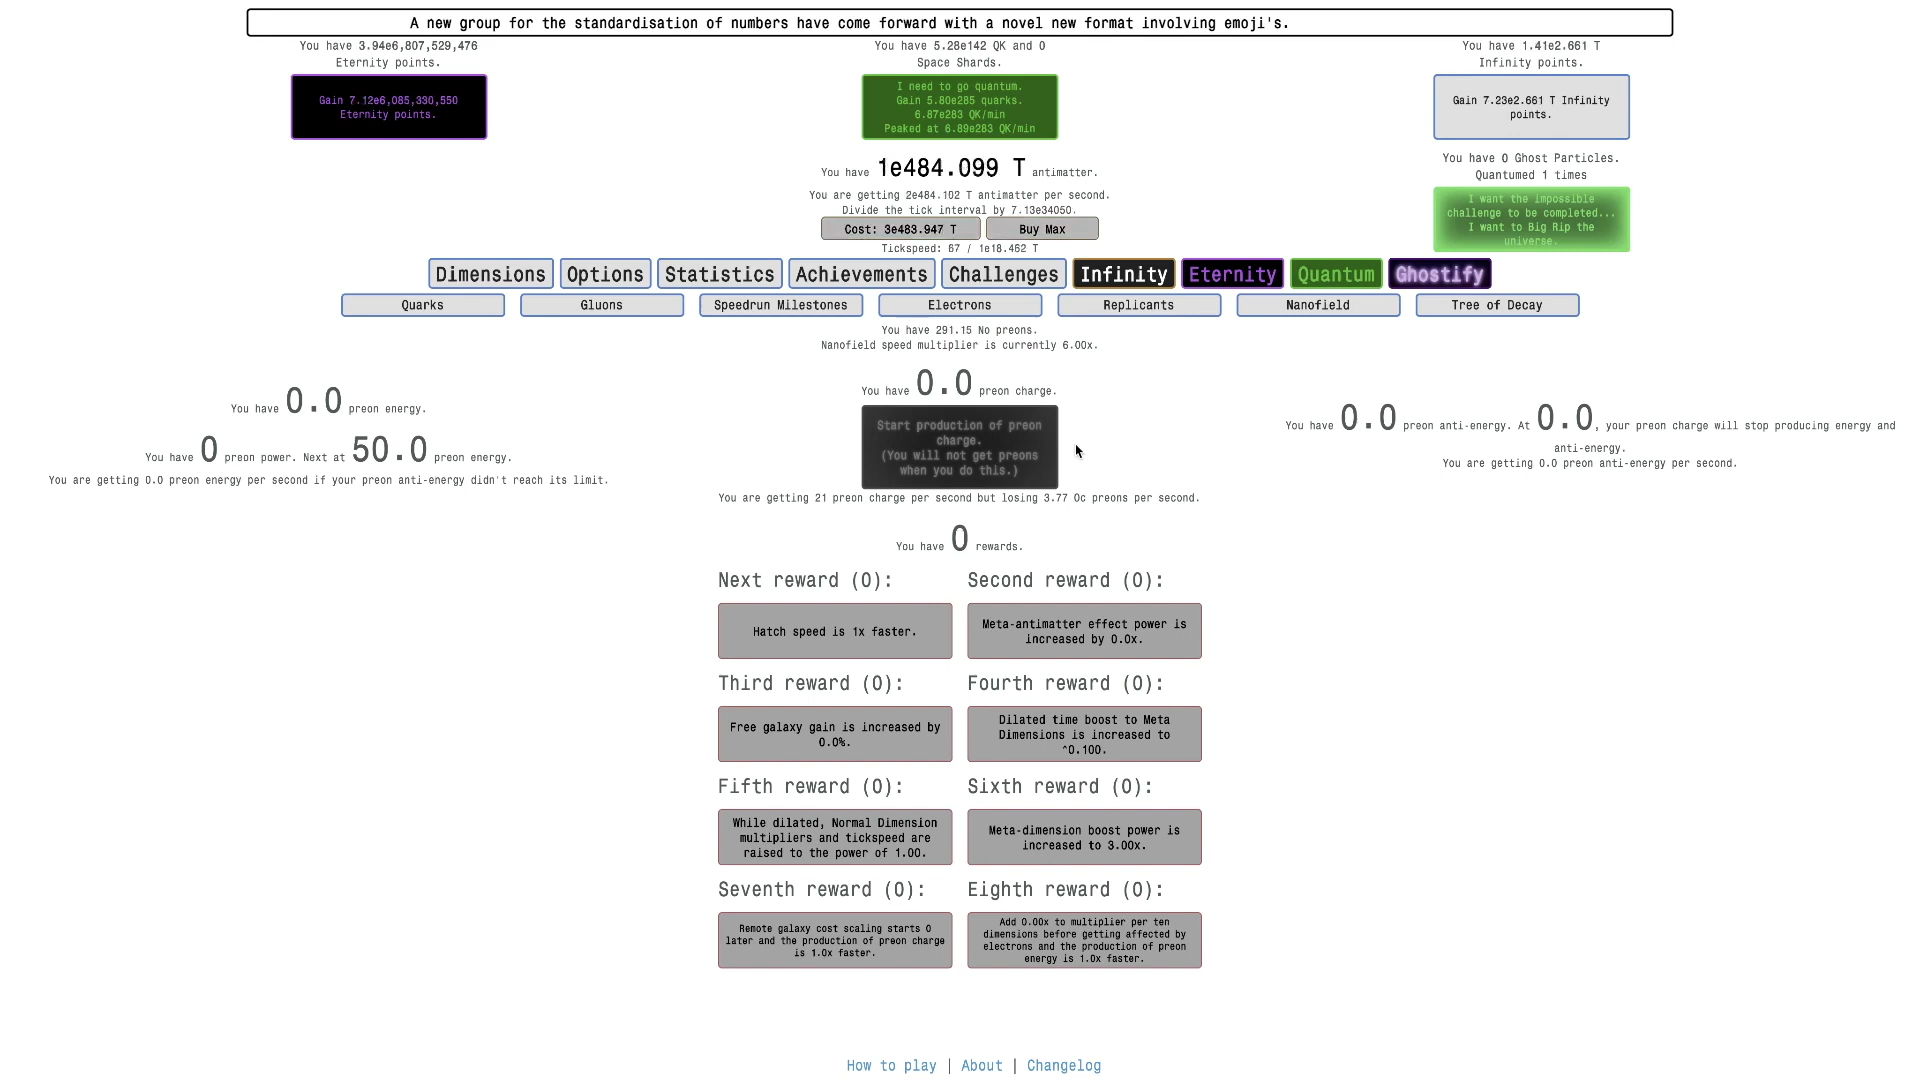 A new group for the standardisation of numbers have come forward with a novel new format involving emoji's.
You have 3.94e6,807,529,476
Eternity points.
Gain 7.12e6,085,330,550
Eternity points.
You have 5.28e142 QK and 0
Space Shards.
I need to go quantum.
Gain 5.80e285 quarks.
6.87e283 QK/min
Peaked at 6.89e283 QK/min
You have 1.41e2.661 T
Infinity points.
Gain 7.23e2.661 T Infinity
points.
You have 0 Ghost Particles.
Quantumed 1 times
I want the impossible
challenge to be completed...
I want to Big Rip the
universe.
You have 1e484.099 T antimatter.
You are getting 2e484.102 T antimatter per second.
Divide the tick interval by 7.13e34050.
Cost: 3e483.947 T
Buy Max
Tickspeed: 67 / 1e18.462 T
Dimensions
Options
Statistics
Achievements
Challenges
Infinity
Eternity
Quantum
Ghostify
Quarks
Gluons
Speedrun Milestones
Electrons
Replicants
Nanofield
Tree of Decay
You have 291.15 No preons.
Nanofield speed multiplier is currently 6.00x.
You have 0.0 preon energy.
You have 0 preon power. Next at 50.0 preon energy.
You are getting 0.0 preon energy per second if your preon anti-energy didn't reach its limit.
You have 0.0 preon charge.
Start production of preon
charge.
(You will not get preons
when you do this.)
You are getting 21 preon charge per second but losing 3.77 Oc preons per second.
You have 0.0 preon anti-energy. At 0.0, your preon charge will stop producing energy and
anti-energy.
You are getting 0.0 preon anti-energy per second.
You have 0 rewards.
Next reward (0):
Hatch speed is 1x faster.
Second reward (0):
Meta-antimatter effect power is
increased by 0.0x.
Third reward (0):
Free galaxy gain is increased by
0.0%.
Fourth reward (0):
Dilated time boost to Meta
Dimensions is increased to
^0.100.
Fifth reward (0):
While dilated, Normal Dimension
multipliers and tickspeed are
raised to the power of 1.00.
Sixth reward (0):
Meta-dimension boost power is
increased to 3.00x.
Seventh reward (0):
Remote galaxy cost scaling starts 0
later and the production of preon charge
is 1.0x faster.
Eighth reward (0):
Add 0.00x to multiplier per ten
dimensions before getting affected by
electrons and the production of preon
energy is 1.0x faster.
How to play | About | Changelog